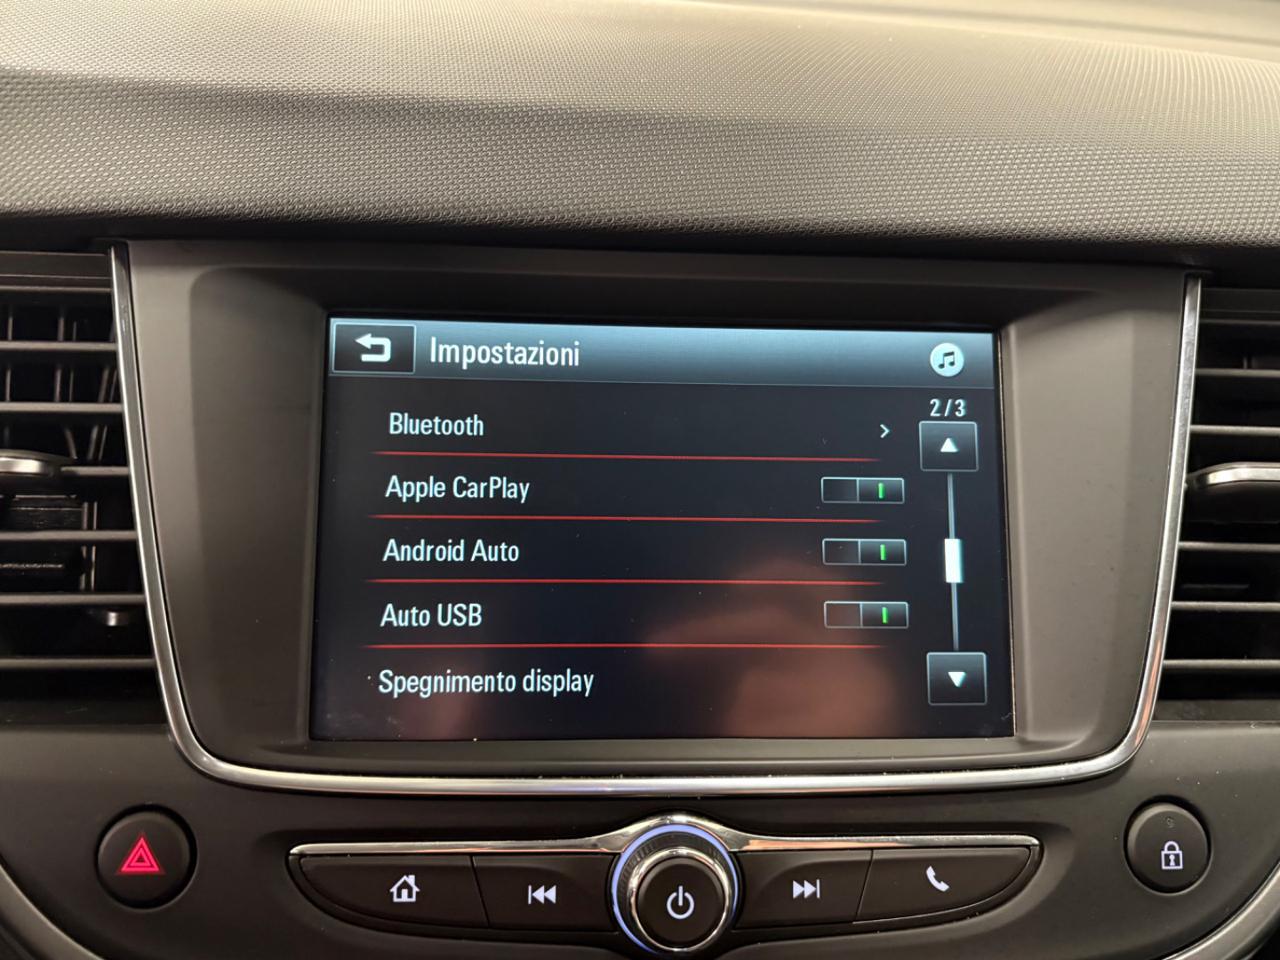 Impostazioni
2/3
Bluetooth
Apple CarPlay
Android Auto
Auto USB
Spegnimento display